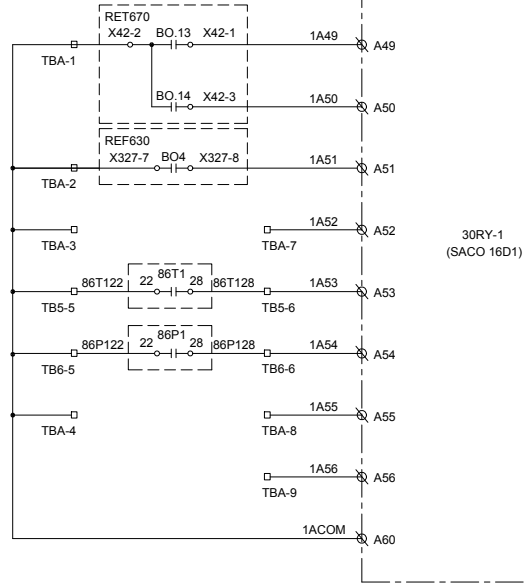 RET670
X42-2 BO.13 X42-1 1A49 A49
TBA-1
BO.14 X42-3 1A50 A50
REF630
X327-7 BO4 X327-8 1A51 A51
TBA-2
1A52 A52
TBA-3 TBA-7
30RY-1
(SACO 16D1)
86T1
86T122 22 28 86T128 1A53 A53
TB5-5 TB5-6
86P1
86P122 22 28 86P128 1A54 A54
TB6-5 TB6-6
1A55 A55
TBA-4 TBA-8
1A56 A56
TBA-9
1ACOM A60